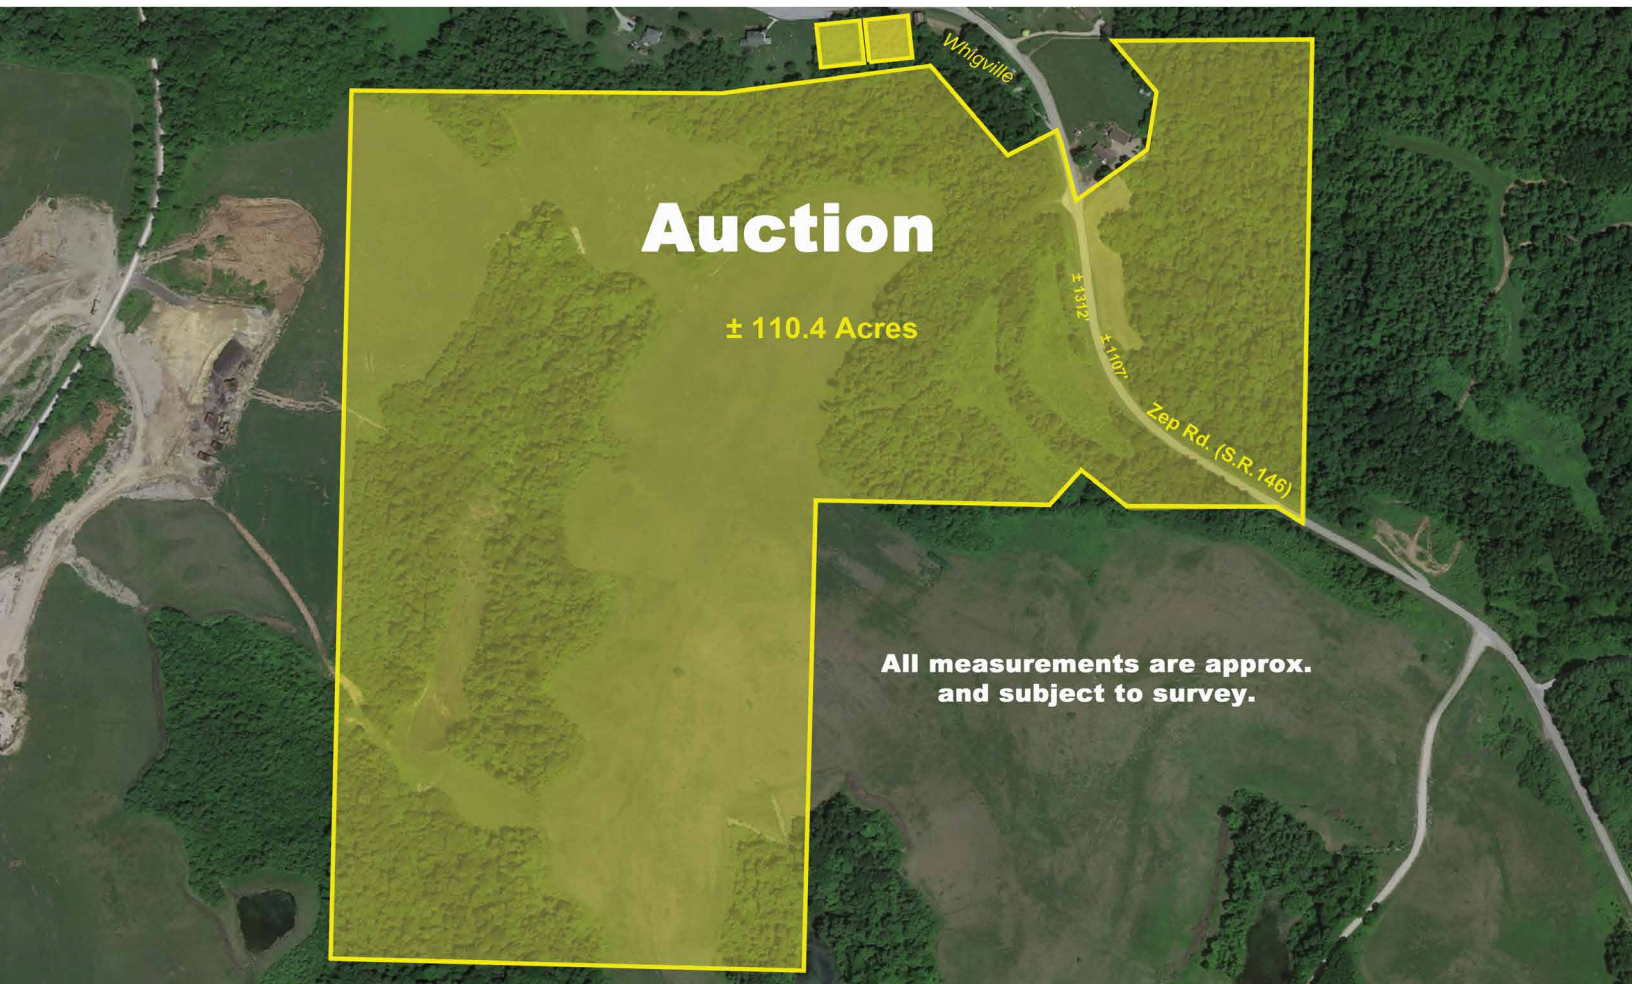 Whigville
Auction
± 1312'
± 110.4 Acres
± 1107'
Zep Rd. (S.R.146)
All measurements are approx.
and subject to survey.